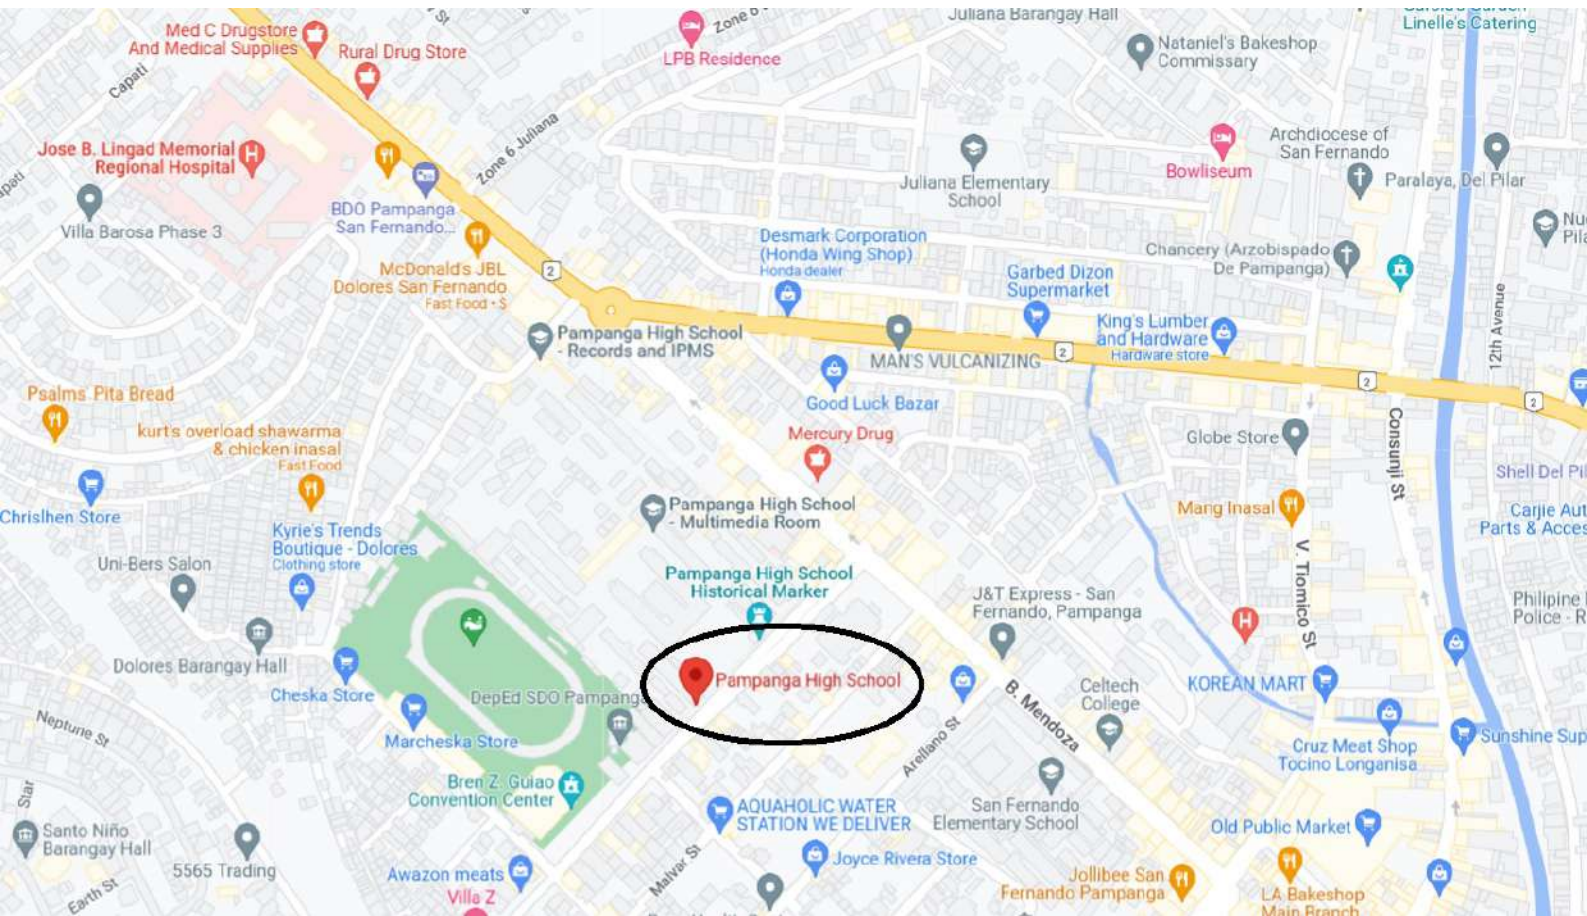 Med C Drugstore
And Medical Supplies
Rural Drug Store
Capati
Jose B. Lingad Memorial
Regional Hospital
Villa Barosa Phase 3
BDO Pampanga
San Fernando...
McDonald's JBL
Dolores San Fernando
Fast Food • $
Zone 6 Juliana
LPB Residence
Juliana Barangay Hall
Nataniel's Bakeshop
Commissary
Linelle's Catering
Juliana Elementary
School
Bowliseum
Archdiocese of
San Fernando
Paralaya, Del Pilar
Chancery (Arzobispado
De Pampanga)
Desmark Corporation
(Honda Wing Shop)
Honda dealer
Garbed Dizon
Supermarket
King's Lumber
and Hardware
Hardware store
12th Avenue
2
2
2
2
Pampanga High School
- Records and IPMS
MAN'S VULCANIZING
Good Luck Bazar
Mercury Drug
Globe Store
Consunji St
Shell Del Pil
Carjie Aut
Parts & Acces
Mang Inasal
V. Tiomico St
Psalms Pita Bread
kurt's overload shawarma
& chicken inasal
Fast Food
Chrislhen Store
Kyrie's Trends
Boutique - Dolores
Clothing store
Uni-Bers Salon
Dolores Barangay Hall
Cheska Store
Marcheska Store
DepEd SDO Pampanga
Bren Z. Guiao
Convention Center
Pampanga High School
- Multimedia Room
Pampanga High School
Historical Marker
Pampanga High School
J&T Express - San
Fernando, Pampanga
Philipine
Police - R
B. Mendoza
Celtech
College
KOREAN MART
Cruz Meat Shop
Tocino Longanisa
Sunshine Sup
Arellano St
San Fernando
Elementary School
Old Public Market
AQUAHOLIC WATER
STATION WE DELIVER
Joyce Rivera Store
Jollibee San
Fernando Pampanga
LA Bakeshop
Main Branch
Neptune St
Star
Santo Niño
Barangay Hall
5565 Trading
Earth St
Awazon meats
Villa Z
Malvar St